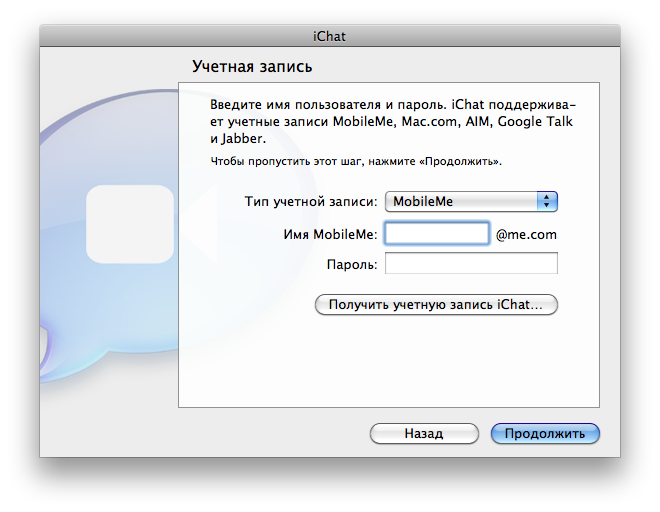 iChat
Учетная запись
Введите имя пользователя и пароль. iChat поддержива-
ет учетные записи MobileMe, Mac.com, AIM, Google Talk
и Jabber.
Чтобы пропустить этот шаг, нажмите «Продолжить».
Тип учетной записи: MobileMe
Имя MobileMe: @me.com
Пароль:
Получить учетную запись iChat...
Назад Продолжить